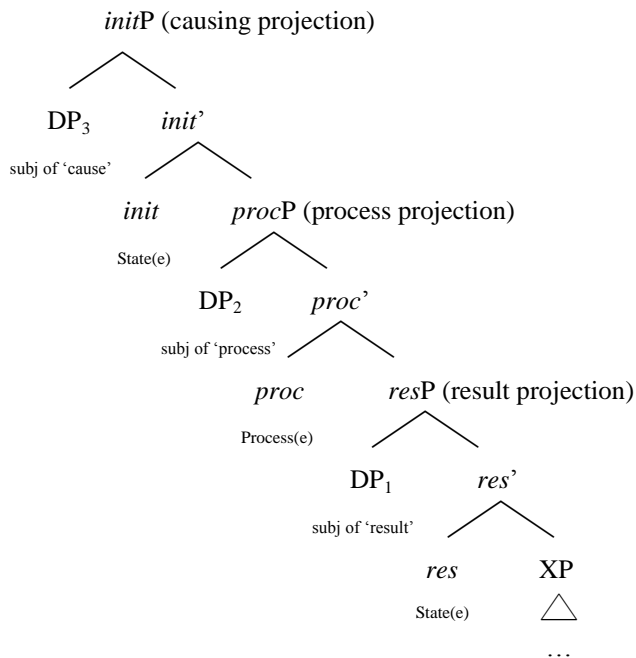 initP (causing projection)
DP₃ init’
subj of ‘cause’
init procP (process projection)
State(e)
DP₂ proc’
subj of ‘process’
proc resP (result projection)
Process(e)
DP₁ res’
subj of ‘result’
res XP
State(e)
…